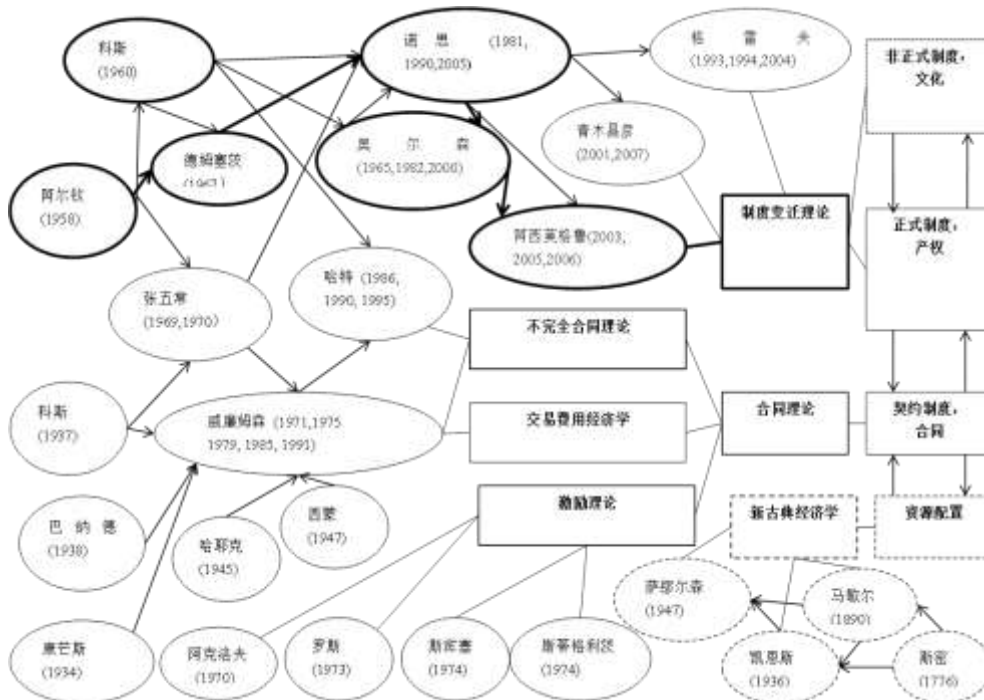 科斯
(1960)
诺 思 (1981,
1990,2005)
格 雷 夫
(1993,1994,2004)
非正式制度,
文化
德姆塞茨
奥 尔 森
(1965,1982,2000)
青木昌彦
(2001,2007)
阿尔钦
(1958)
制度变迁理论
正式制度,
产权
阿西莫格鲁(2003,
2005,2006)
哈特 (1986,
1990, 1995)
张五常
(1969,1970)
不完全合同理论
科斯
(1937)
威廉姆森 (1971,1975
1979, 1985, 1991)
交易费用经济学
合同理论
契约制度,
合同
巴 纳 德
(1938)
哈耶克
(1945)
西蒙
(1947)
激励理论
新古典经济学
资源配置
萨缪尔森
(1947)
马歇尔
(1890)
康芒斯
(1934)
阿克洛夫
(1970)
罗斯
(1973)
斯宾塞
(1974)
斯蒂格利茨
(1974)
凯恩斯
(1936)
斯密
(1776)